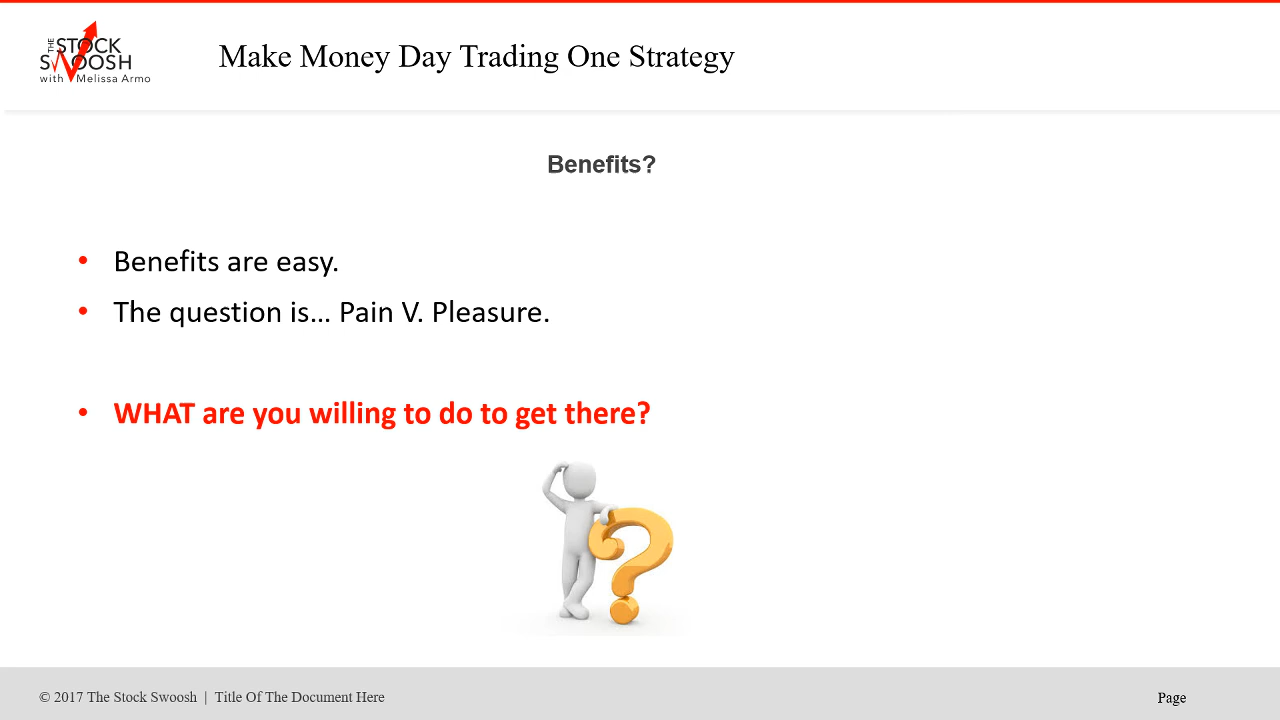 THE STOCK
SWOOSH
with Melissa Armo
Make Money Day Trading One Strategy
Benefits?
• Benefits are easy.
• The question is... Pain V. Pleasure.
• WHAT are you willing to do to get there?
© 2017 The Stock Swoosh | Title Of The Document Here
Page